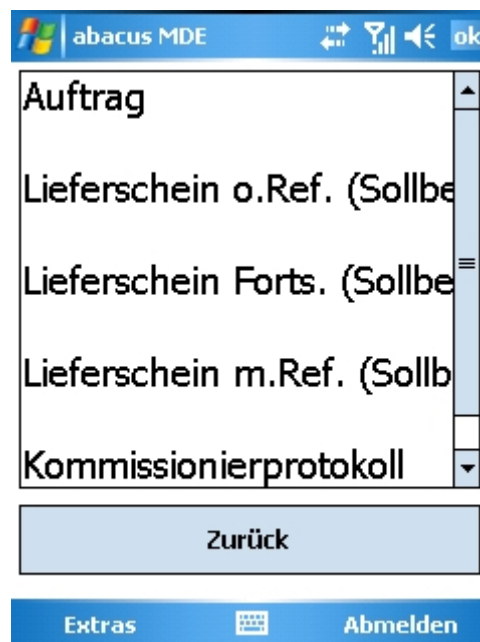 abacus MDE
ok
Auftrag
Lieferschein o.Ref. (Sollbe
Lieferschein Forts. (Sollbe
Lieferschein m.Ref. (Sollb
Kommissionierprotokoll
Zurück
Extras
Abmelden